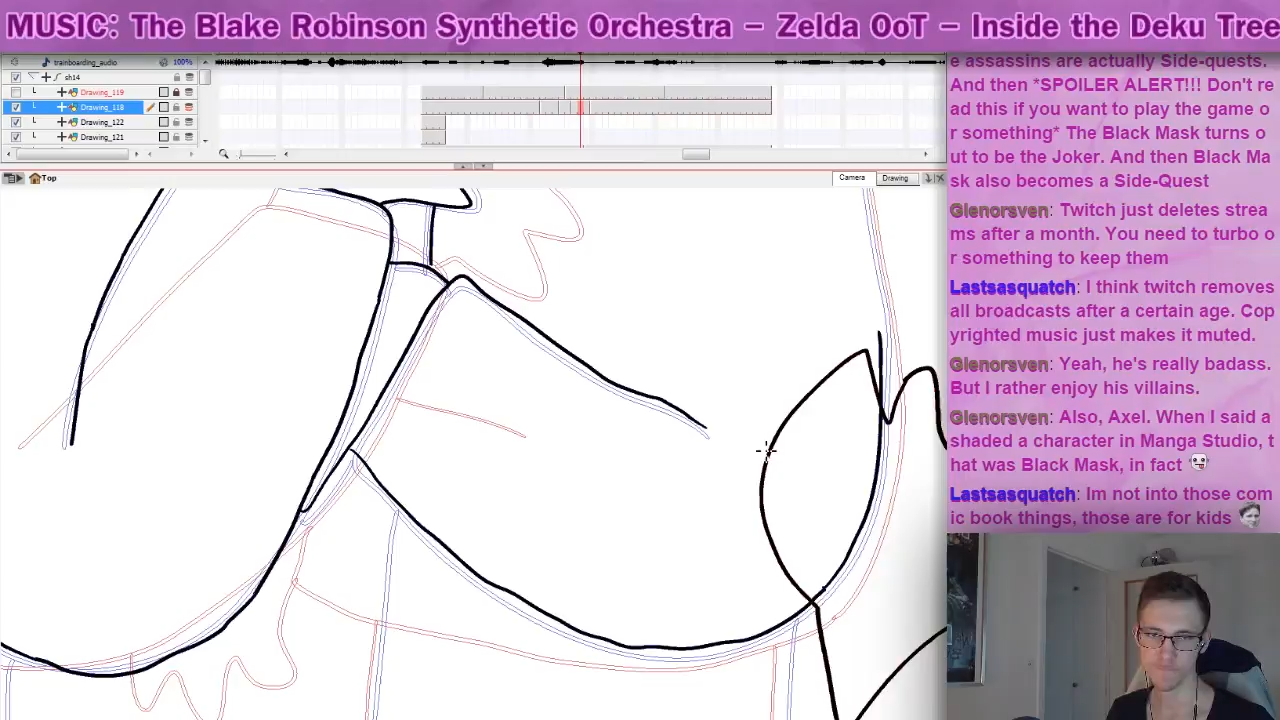 MUSIC: The Blake Robinson Synthetic Orchestra – Zelda OoT – Inside the Deku Tree
trainboarding_audio 100%
sh14
Drawing_119
Drawing_118
Drawing_122
Drawing_121
Top
Camera Drawing
e assassins are actually Side-quests.
And then *SPOILER ALERT!!! Don't re
ad this if you want to play the game o
r something* The Black Mask turns o
ut to be the Joker. And then Black Ma
sk also becomes a Side-Quest
Glenorsven: Twitch just deletes strea
ms after a month. You need to turbo o
r something to keep them
Lastsasquatch: I think twitch removes
all broadcasts after a certain age. Cop
yrighted music just makes it muted.
Glenorsven: Yeah, he's really badass.
But I rather enjoy his villains.
Glenorsven: Also, Axel. When I said a
shaded a character in Manga Studio, t
hat was Black Mask, in fact
Lastsasquatch: Im not into those com
ic book things, those are for kids